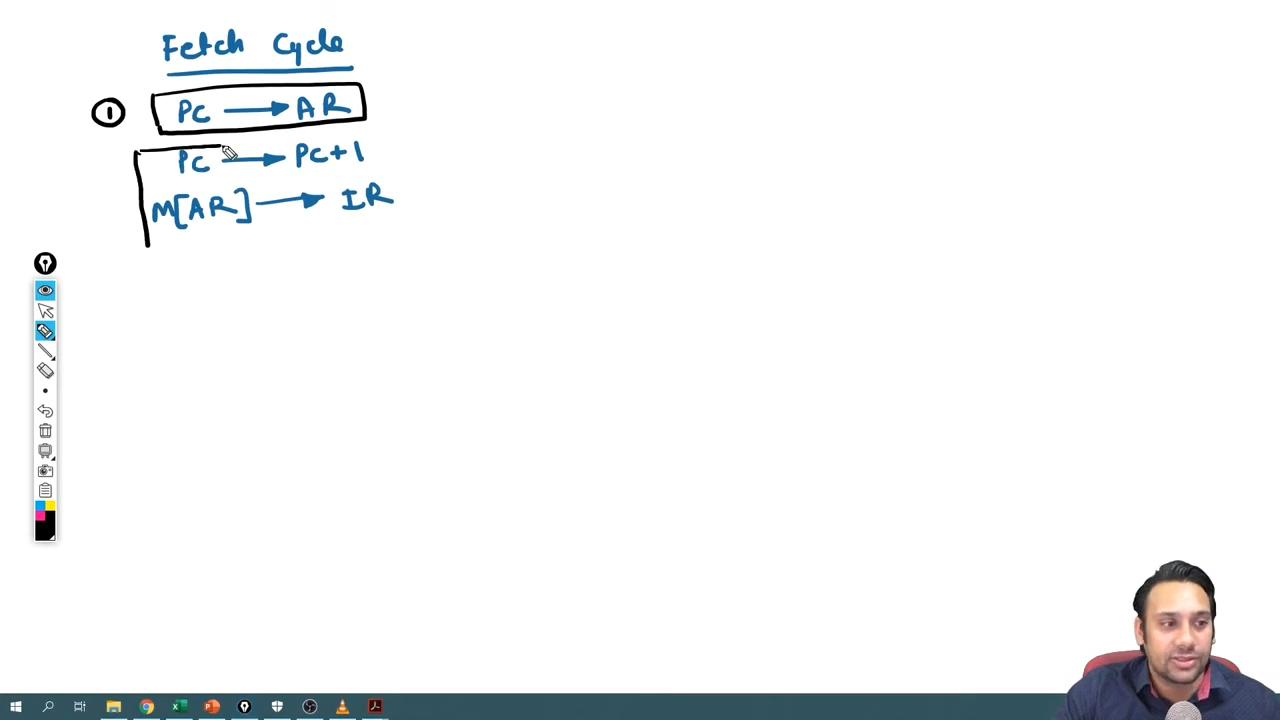 Fetch Cycle
① PC → AR
PC → PC+1
M[AR] → IR